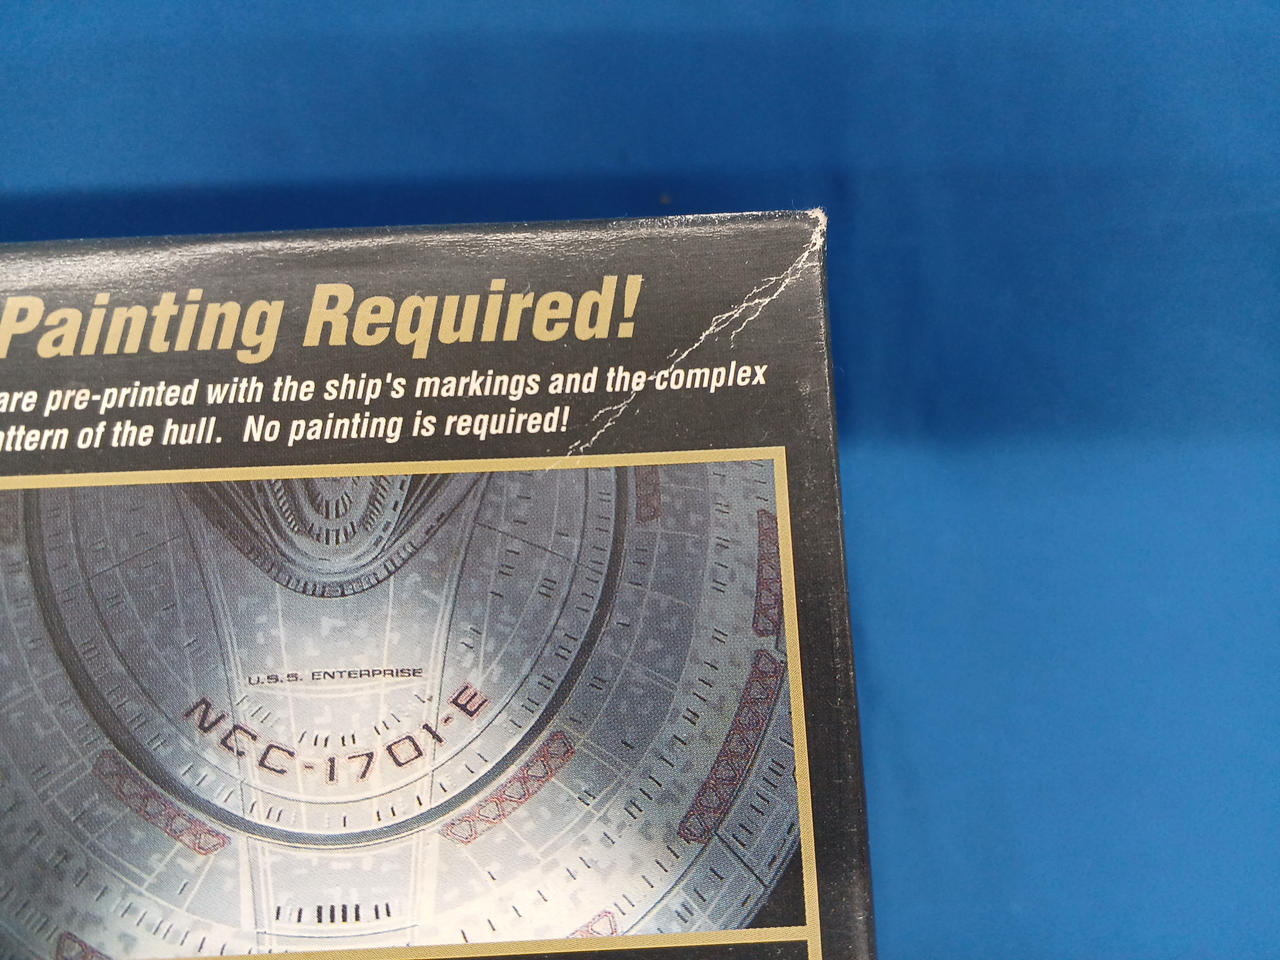 Painting Required!
are pre-printed with the ship's markings and the complex
attern of the hull. No painting is required!
U.S.S. ENTERPRISE
NCC-1701-E